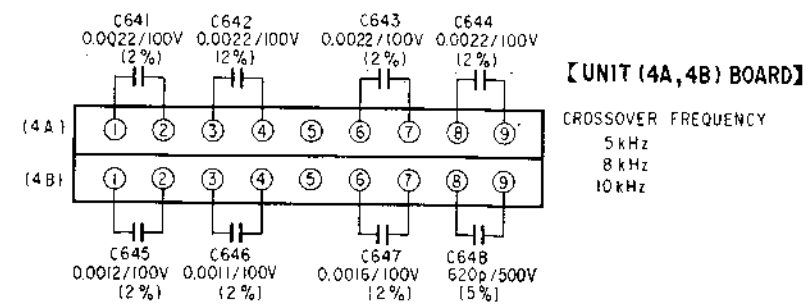 C641 C642 C643 C644
0.0022/100V 0.0022/100V 0.0022/100V 0.0022/100V
(2%) (2%) (2%) (2%)
【UNIT (4A, 4B) BOARD】
CROSSOVER FREQUENCY
5kHz
8kHz
10kHz
(4A) 1 2 3 4 5 6 7 8 9
(4B) 1 2 3 4 5 6 7 8 9
C645 C646 C647 C648
0.0012/100V 0.0011/100V 0.0016/100V 620p/500V
(2%) (2%) (2%) (5%)